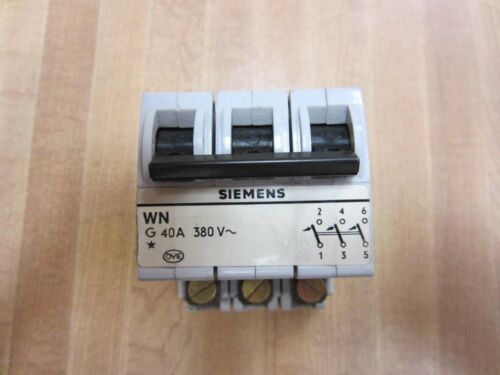 SIEMENS
WN
G 40A 380 V~
★
ÖVE
2 4 6
1 3 5